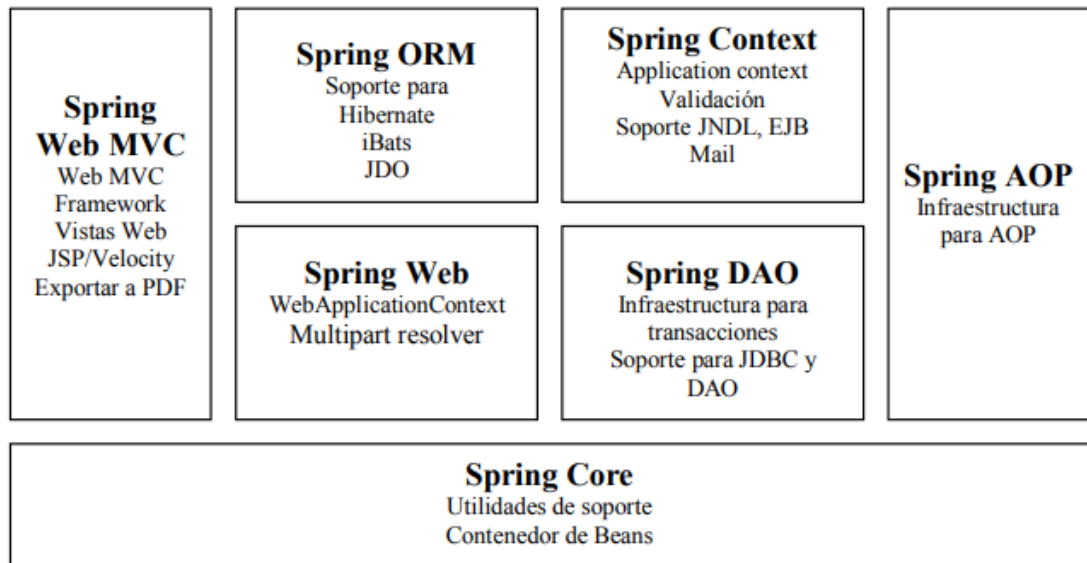 Spring
Web MVC
Web MVC
Framework
Vistas Web
JSP/Velocity
Exportar a PDF
Spring ORM
Soporte para
Hibernate
iBats
JDO
Spring Context
Application context
Validación
Soporte JNDL, EJB
Mail
Spring Web
WebApplicationContext
Multipart resolver
Spring DAO
Infraestructura para
transacciones
Soporte para JDBC y
DAO
Spring AOP
Infraestructura
para AOP
Spring Core
Utilidades de soporte
Contenedor de Beans